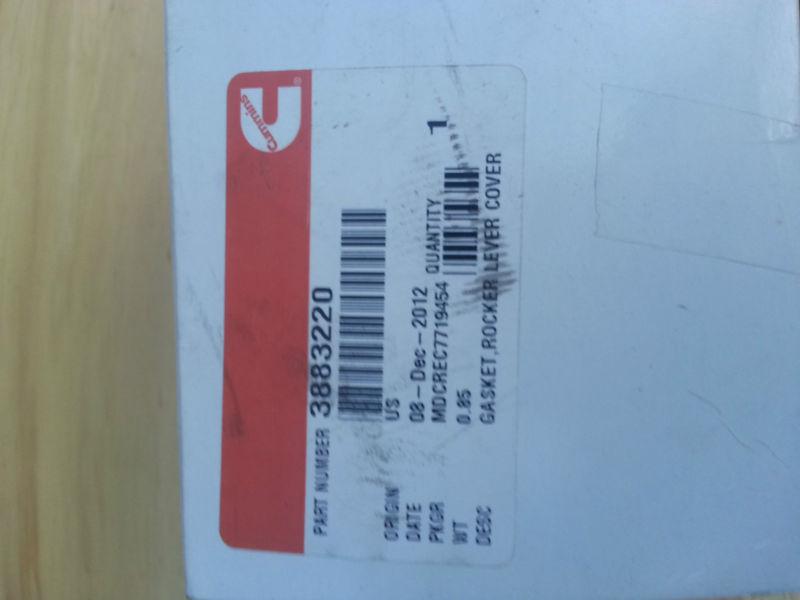 Cummins ®
PART NUMBER 3883220
ORIGIN US
DATE 08-Dec-2012
PKGR MDCREC7719454 QUANTITY 1
WT 0.85
DESC GASKET,ROCKER LEVER COVER